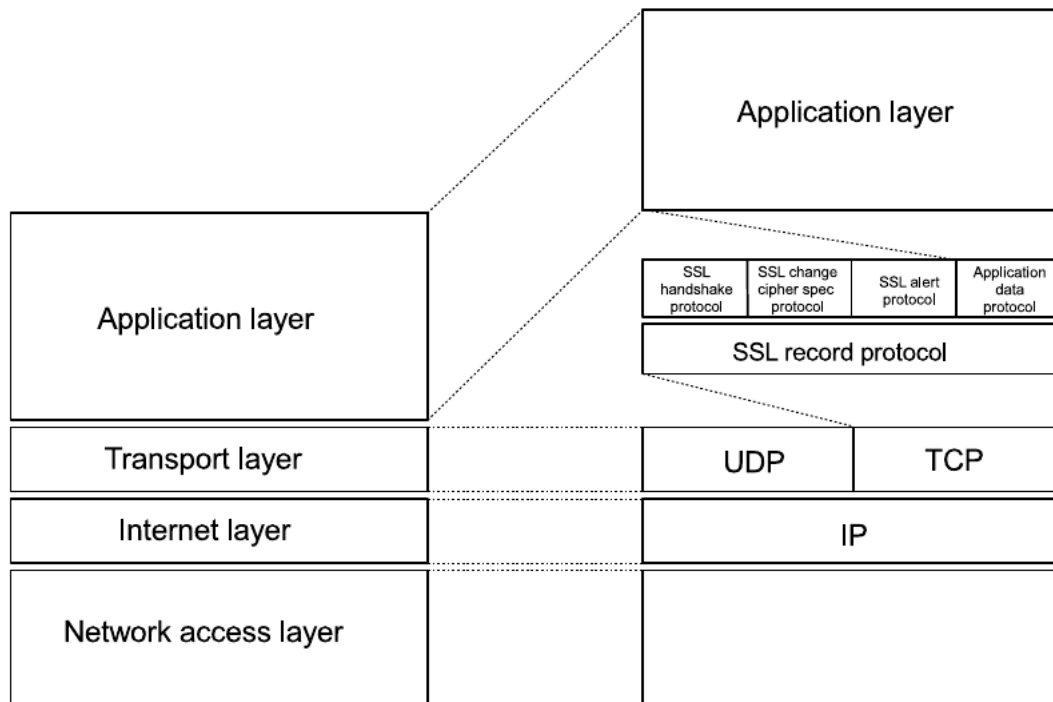 Application layer
Transport layer
Internet layer
Network access layer
Application layer
SSL
handshake
protocol
SSL change
cipher spec
protocol
SSL alert
protocol
Application
data
protocol
SSL record protocol
UDP
TCP
IP